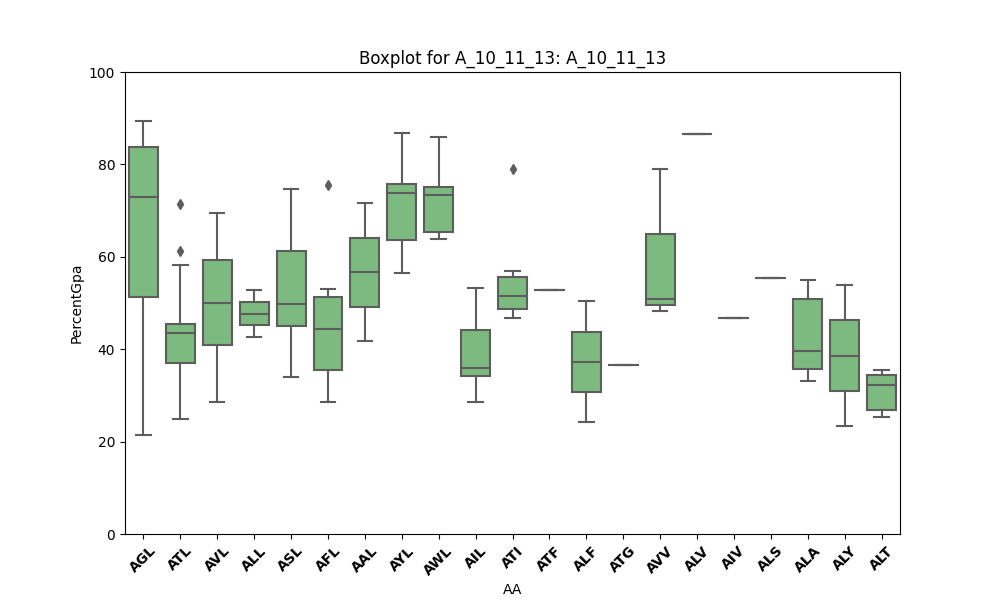 Boxplot for A_10_11_13: A_10_11_13
100
80
60
40
20
0
PercentGpa
AGL ATL AVL ALL ASL AFL AAL AYL AWL AIL ATI ATF ALF ATG AVV ALV AIV ALS ALA ALY ALT
AA